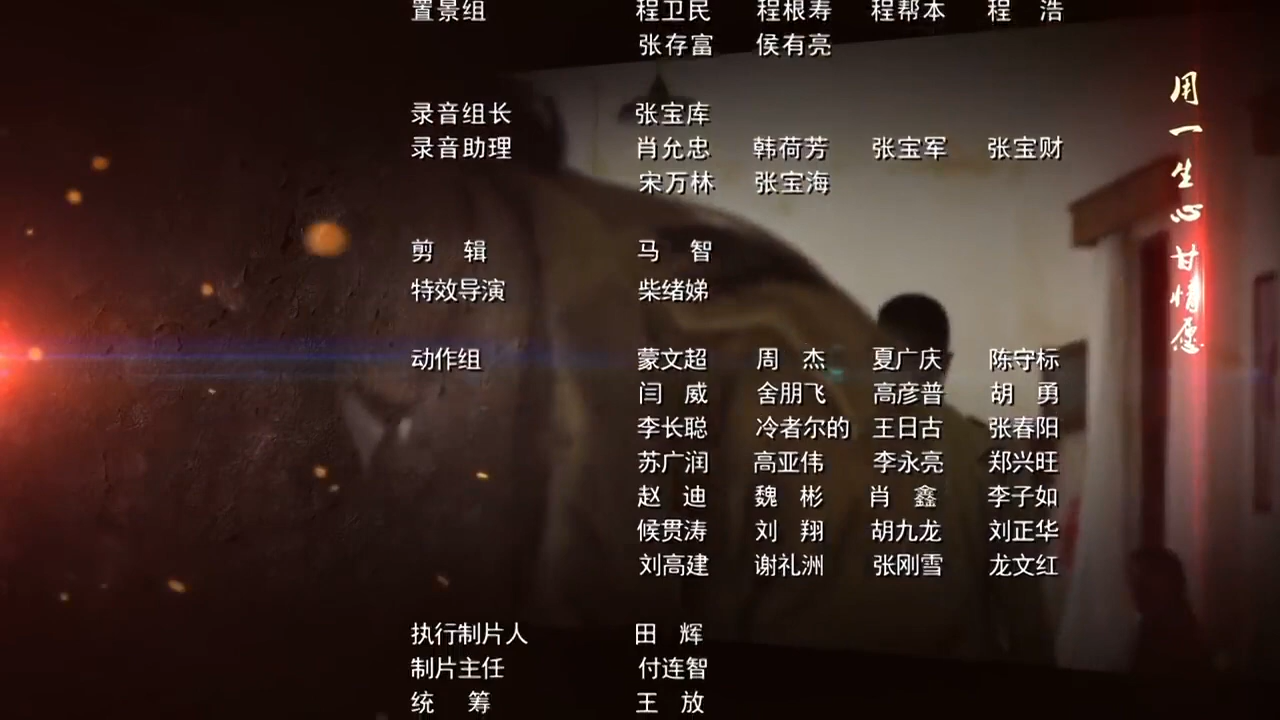 置景组 程卫民 程根寿 程帮本 程 浩
张存富 侯有亮
录音组长 张宝库
录音助理 肖允忠 韩荷芳 张宝军 张宝财
宋万林 张宝海
剪 辑 马 智
特效导演 柴绪娣
动作组 蒙文超 周 杰 夏广庆 陈守标
闫 威 舍朋飞 高彦普 胡 勇
李长聪 冷者尔的 王日古 张春阳
苏广润 高亚伟 李永亮 郑兴旺
赵 迪 魏 彬 肖 鑫 李子如
候贯涛 刘 翔 胡九龙 刘正华
刘高建 谢礼洲 张刚雪 龙文红
执行制片人 田 辉
制片主任 付连智
统 筹 王 放
用一生心甘情愿